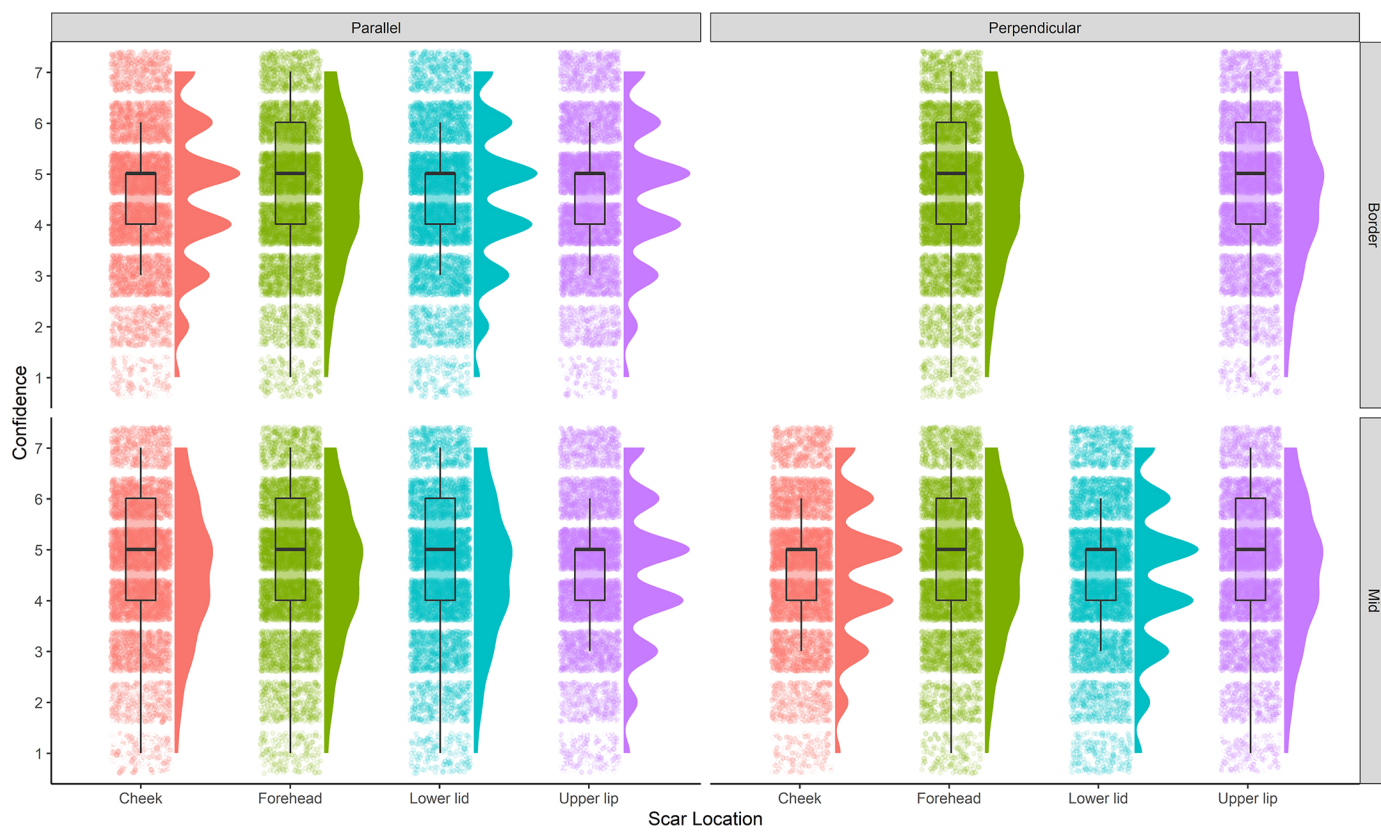 Parallel
Perpendicular
7
6
5
4
3
2
1
Border
Confidence
7
6
5
4
3
2
1
Mid
Cheek Forehead Lower lid Upper lip Cheek Forehead Lower lid Upper lip
Scar Location